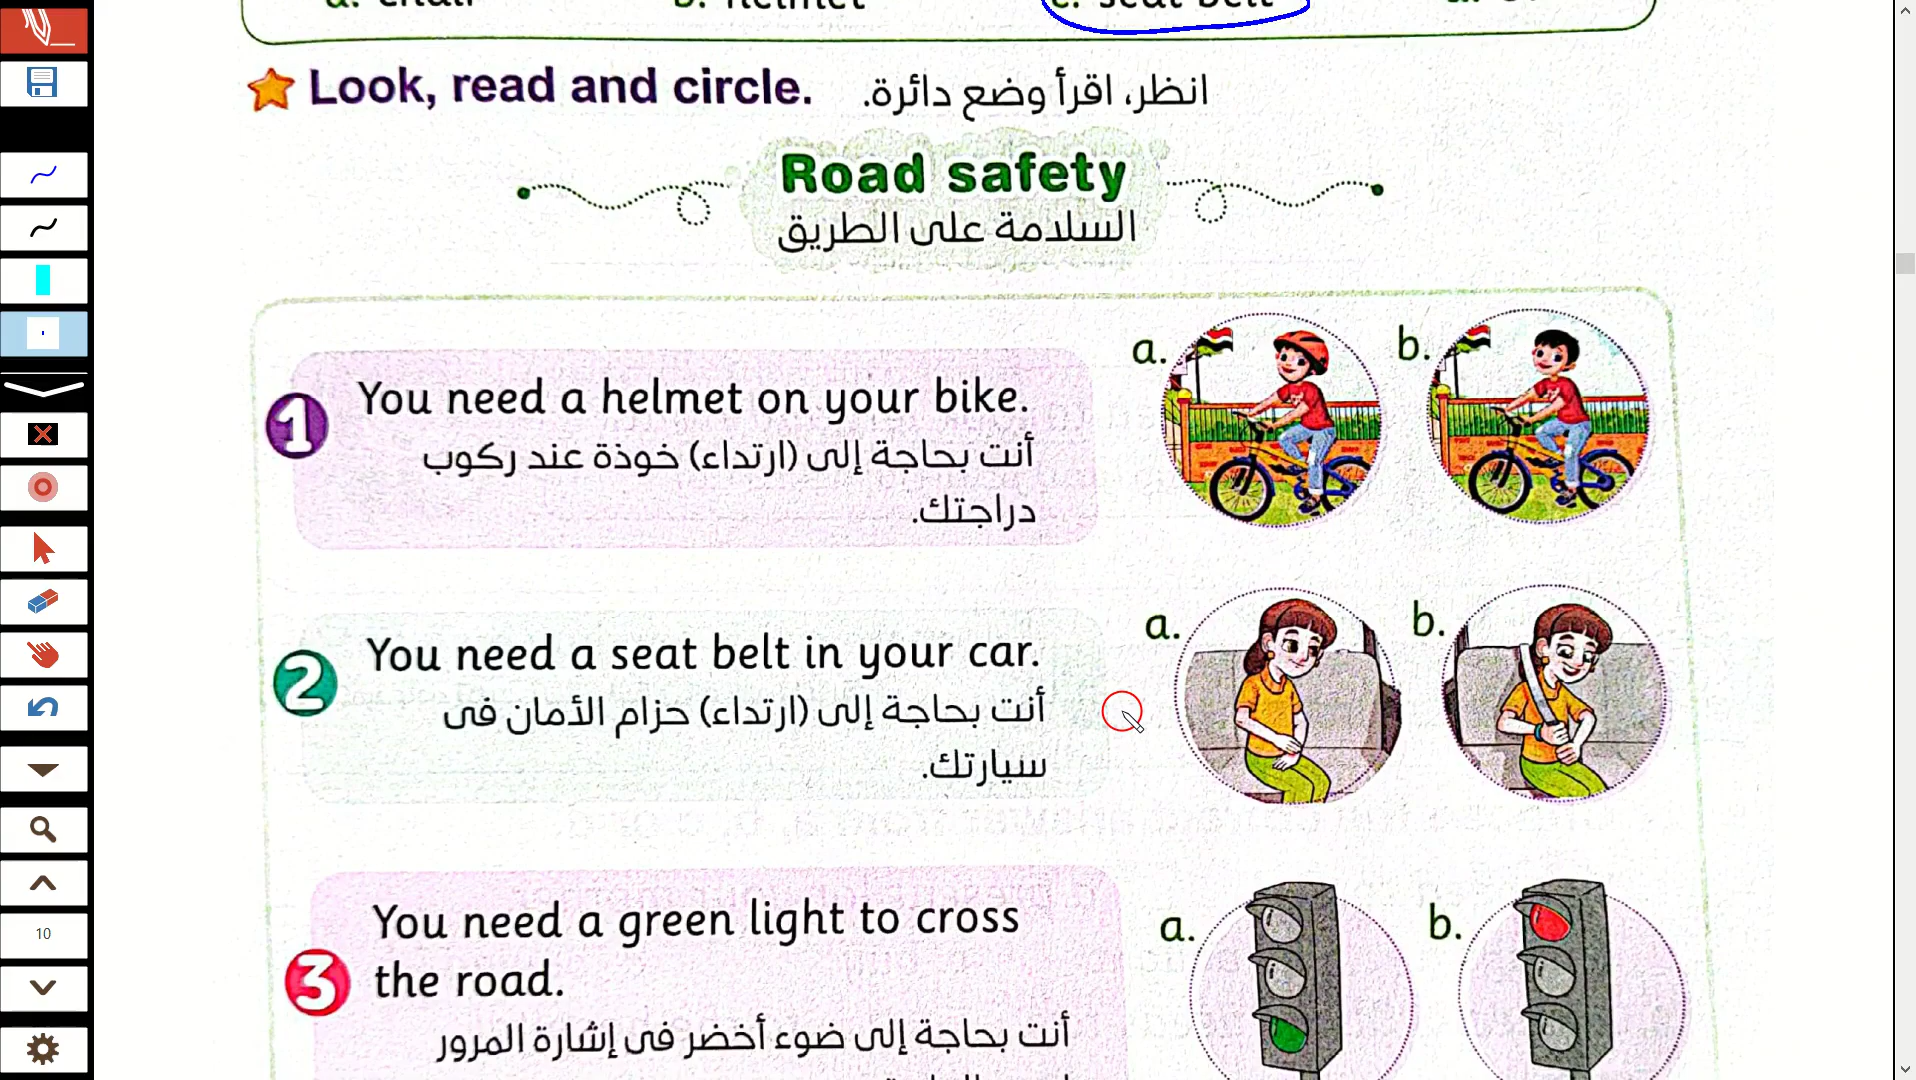 c. seat belt
★ Look, read and circle. انظر، اقرأ وضع دائرة.
Road safety
السلامة على الطريق
1 You need a helmet on your bike.
أنت بحاجة إلى (ارتداء) خوذة عند ركوب
دراجتك.
a. b.
2 You need a seat belt in your car.
أنت بحاجة إلى (ارتداء) حزام الأمان فى
سيارتك.
a. b.
3 You need a green light to cross
the road.
أنت بحاجة إلى ضوء أخضر فى إشارة المرور
a. b.
10